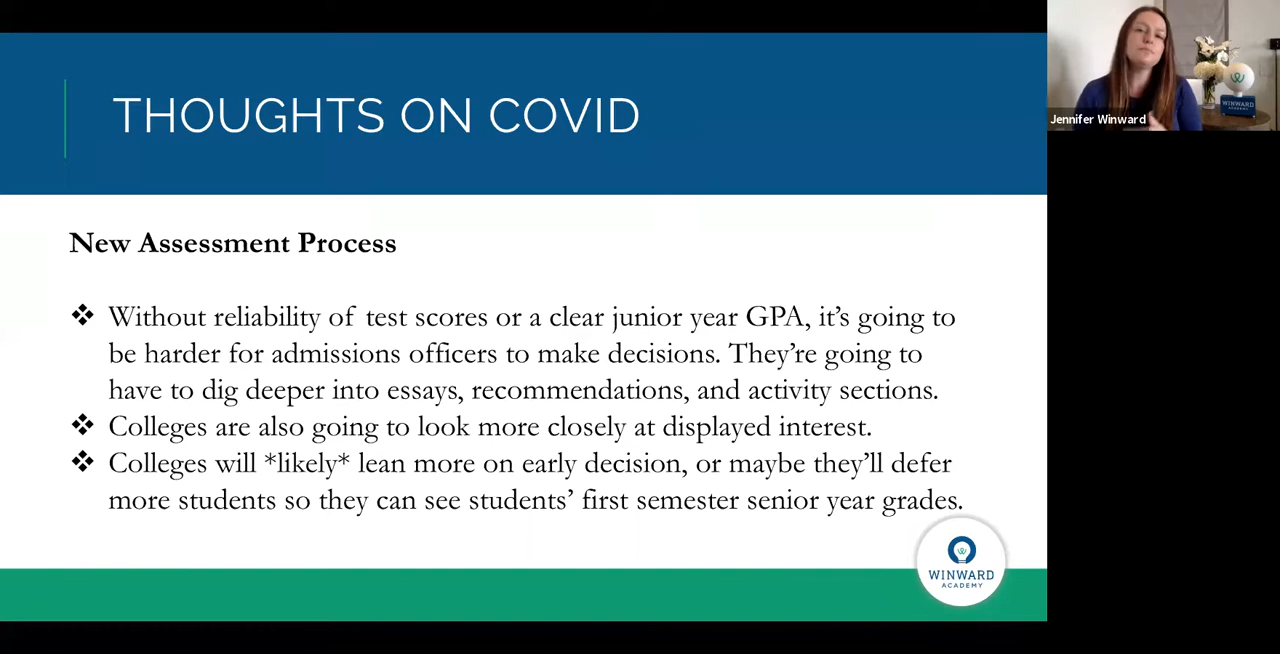 THOUGHTS ON COVID
Jennifer Winward
WINWARD
ACADEMY
New Assessment Process
❖ Without reliability of test scores or a clear junior year GPA, it's going to
be harder for admissions officers to make decisions. They're going to
have to dig deeper into essays, recommendations, and activity sections.
❖ Colleges are also going to look more closely at displayed interest.
❖ Colleges will *likely* lean more on early decision, or maybe they'll defer
more students so they can see students' first semester senior year grades.
WINWARD
ACADEMY